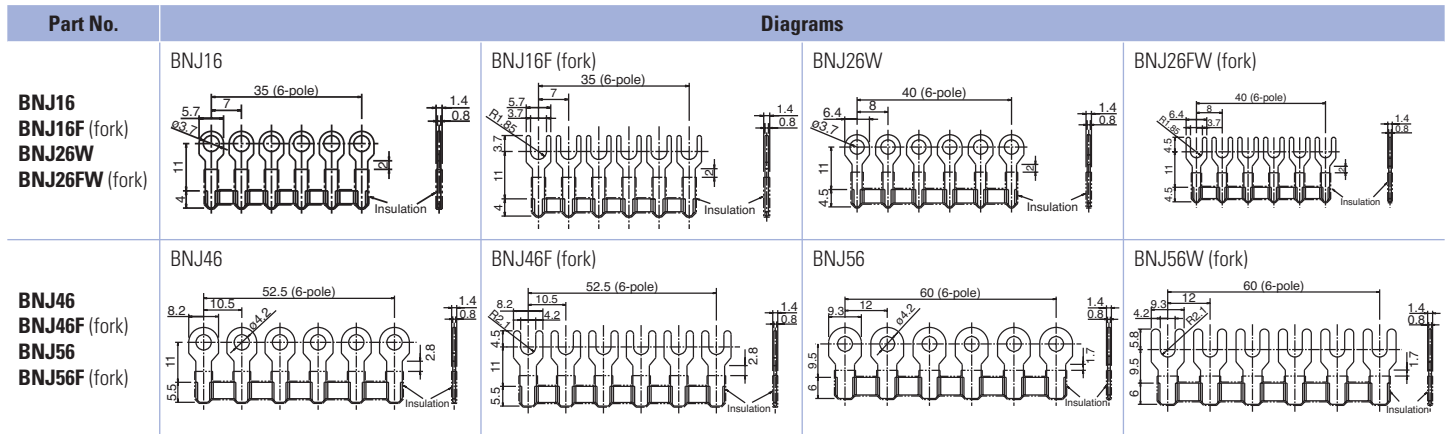 Part No.
Diagrams
BNJ16
BNJ16F (fork)
BNJ26W
BNJ26FW (fork)
BNJ16
35 (6-pole)
5.7
7
ø3.7
11
4
2
1.4
0.8
Insulation
BNJ16F (fork)
35 (6-pole)
5.7
7
3.7
R1.85
3.7
11
4
2
1.4
0.8
Insulation
BNJ26W
40 (6-pole)
6.4
8
ø3.7
11
4.5
2
1.4
0.8
Insulation
BNJ26FW (fork)
40 (6-pole)
6.4
8
3.7
R1.85
4.5
11
4.5
2
1.4
0.8
Insulation
BNJ46
BNJ46F (fork)
BNJ56
BNJ56F (fork)
BNJ46
52.5 (6-pole)
8.2
10.5
ø4.2
11
5.5
2.8
1.4
0.8
Insulation
BNJ46F (fork)
52.5 (6-pole)
8.2
10.5
4.2
R2.1
4.5
11
5.5
2.8
1.4
0.8
Insulation
BNJ56
60 (6-pole)
9.3
12
ø4.2
9.5
6
1.7
1.4
0.8
Insulation
BNJ56W (fork)
60 (6-pole)
9.3
12
4.2
R2.1
5.8
9.5
6
1.7
1.4
0.8
Insulation